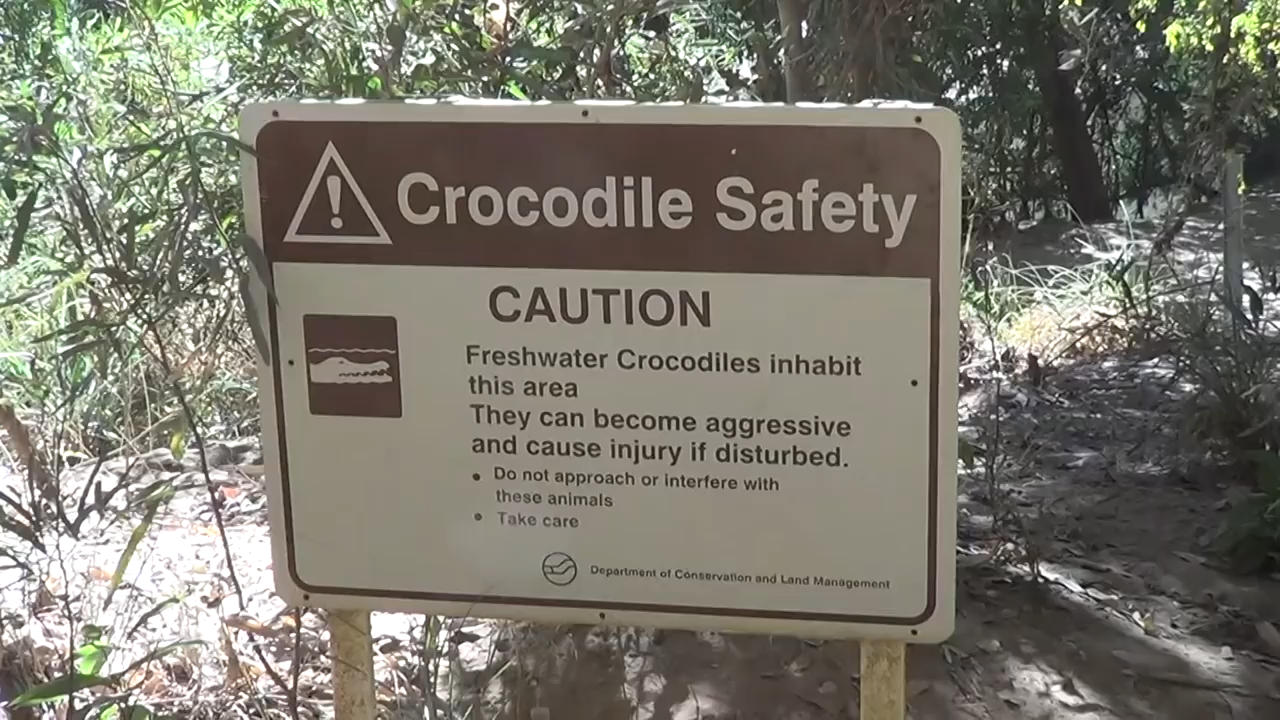 Crocodile Safety
CAUTION
Freshwater Crocodiles inhabit
this area
They can become aggressive
and cause injury if disturbed.
• Do not approach or interfere with
these animals
• Take care
Department of Conservation and Land Management